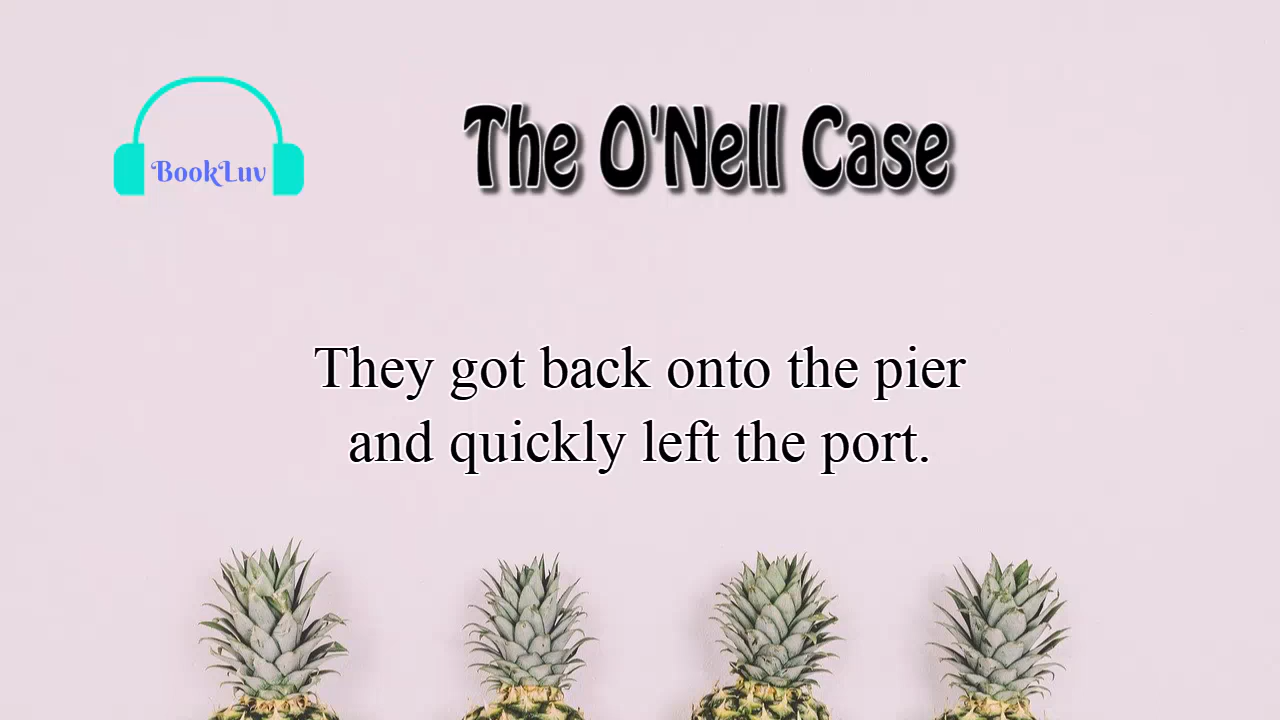 BookLuv
The O'Nell Case
They got back onto the pier
and quickly left the port.